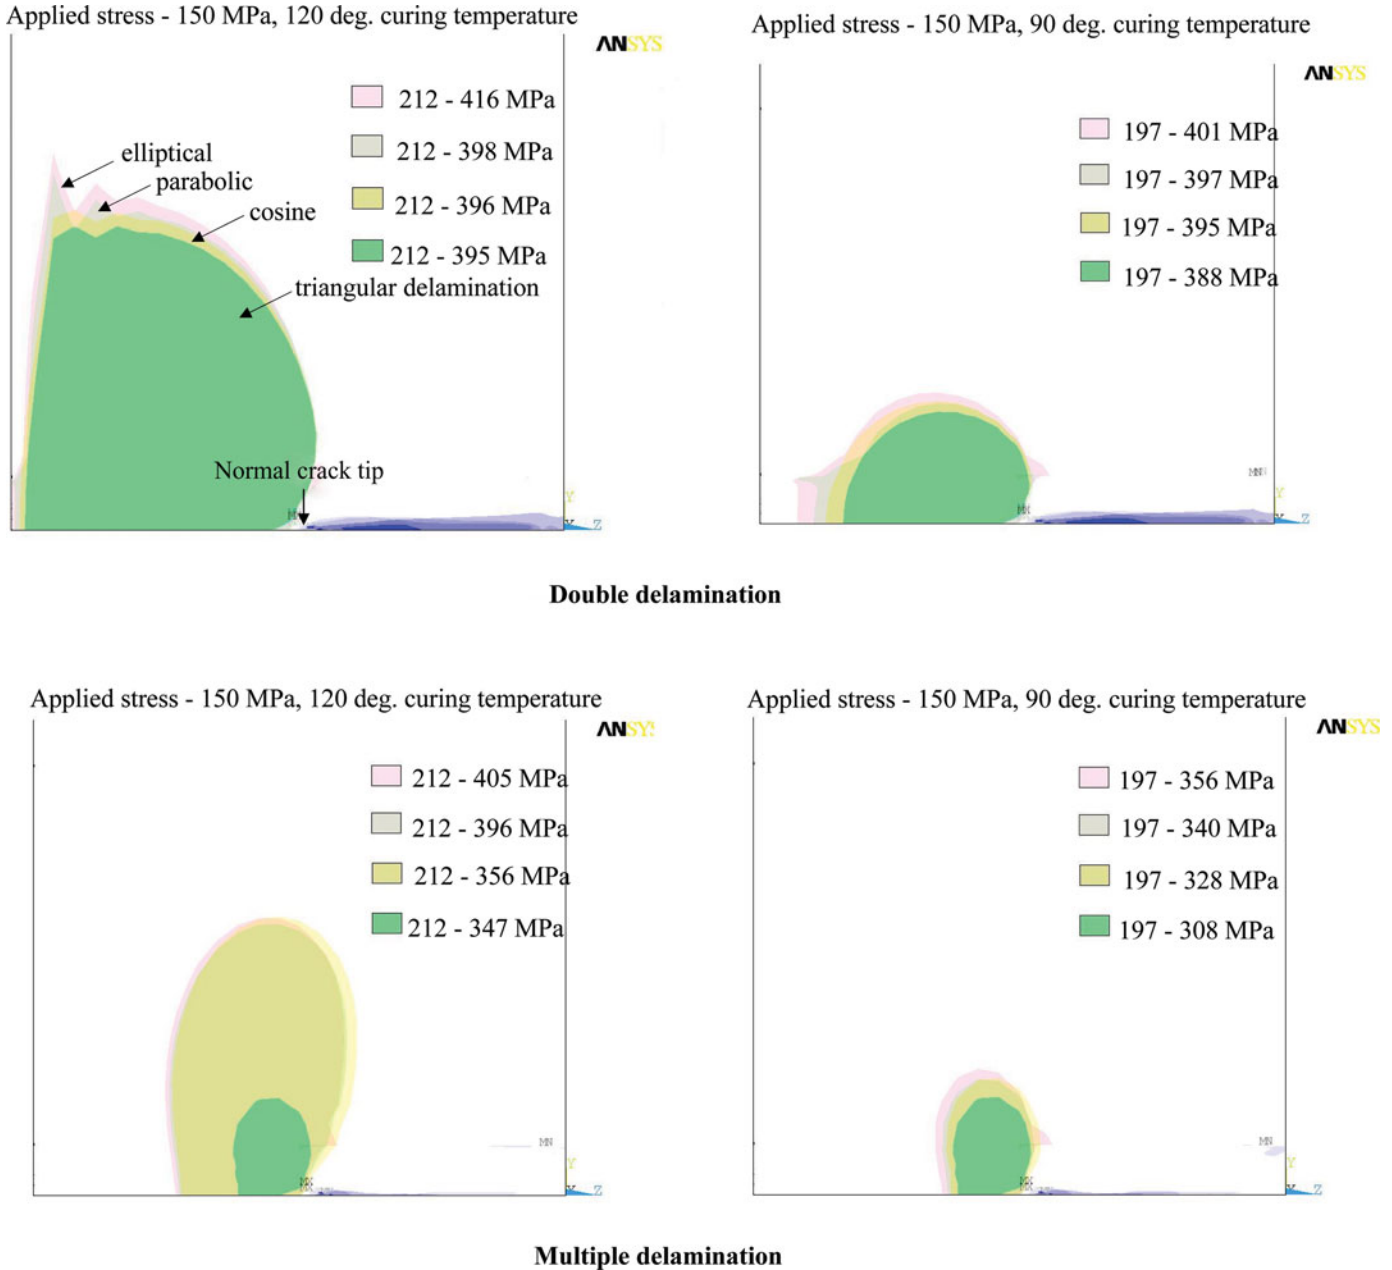 Applied stress - 150 MPa, 120 deg. curing temperature
ANSYS
212 - 416 MPa
212 - 398 MPa
212 - 396 MPa
212 - 395 MPa
elliptical
parabolic
cosine
triangular delamination
Normal crack tip
Y
Z
Applied stress - 150 MPa, 90 deg. curing temperature
ANSYS
197 - 401 MPa
197 - 397 MPa
197 - 395 MPa
197 - 388 MPa
MX
Y
X Z
Double delamination
Applied stress - 150 MPa, 120 deg. curing temperature
ANSYS
212 - 405 MPa
212 - 396 MPa
212 - 356 MPa
212 - 347 MPa
MN
Y
X Z
Applied stress - 150 MPa, 90 deg. curing temperature
ANSYS
197 - 356 MPa
197 - 340 MPa
197 - 328 MPa
197 - 308 MPa
MN
Y
X Z
Multiple delamination